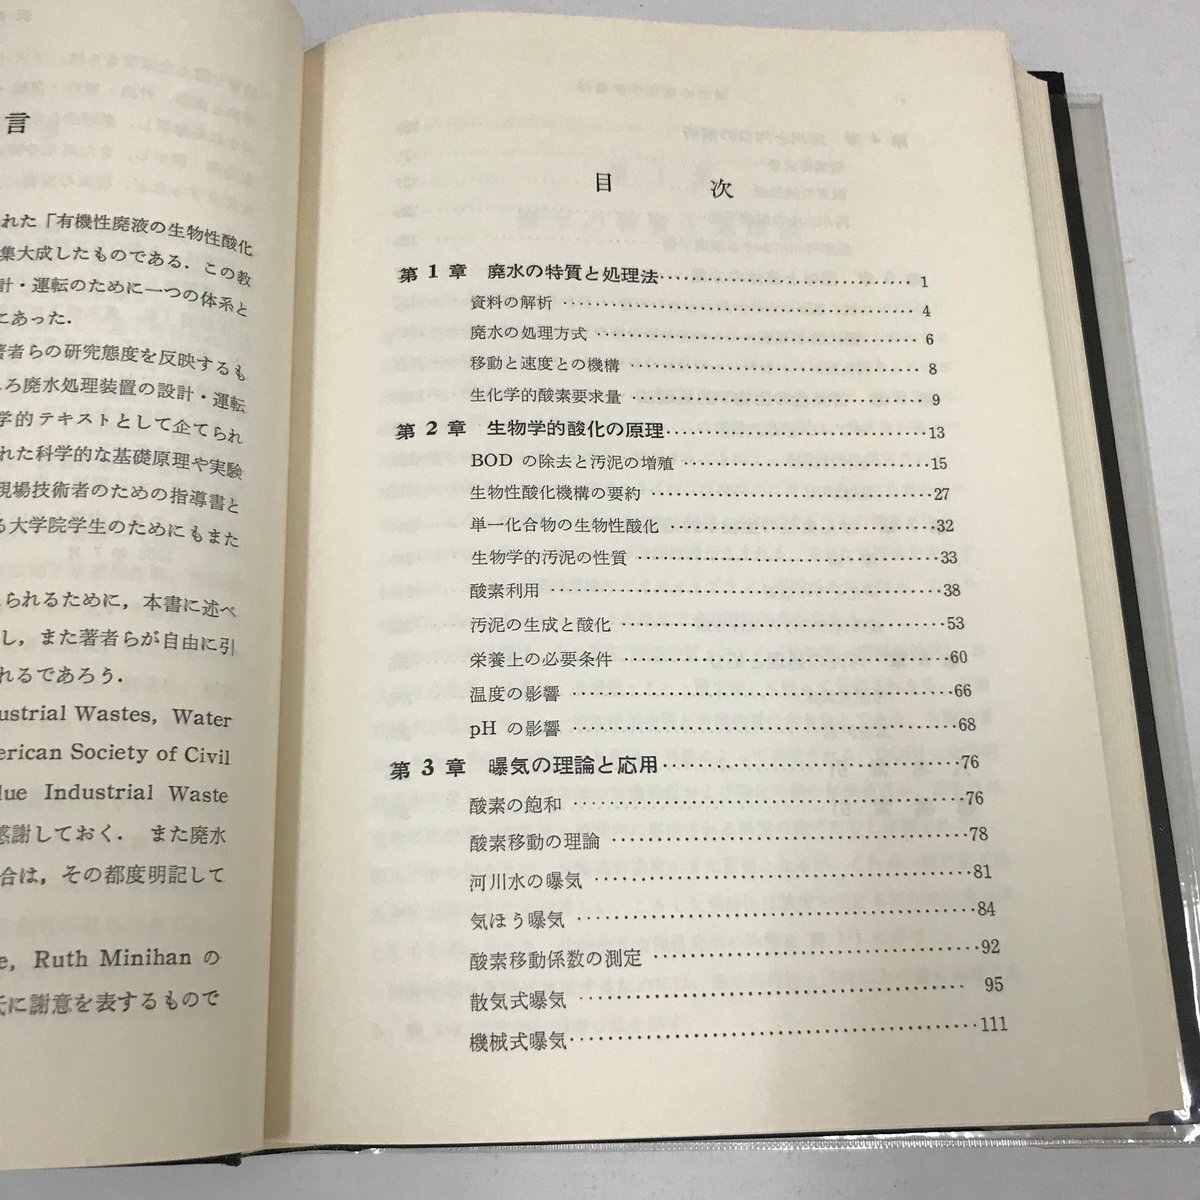 言
れた「有機性廃液の生物性酸化
集大成したものである．この教
計・運転のために一つの体系と
にあった．
著者らの研究態度を反映するも
しろ廃水処理装置の設計・運転
学的テキストとして企てられ
れた科学的な基礎原理や実験
現場技術者のための指導書と
る大学院学生のためにもまた
られるために，本書に述べ
し，また著者らが自由に引
れるであろう．
ustrial Wastes, Water
erican Society of Civil
due Industrial Waste
感謝しておく． また廃水
合は，その都度明記して
e, Ruth Minihan の
氏に謝意を表するもので
目 次
第1章 廃水の特質と処理法 1
資料の解析 4
廃水の処理方式 6
移動と速度との機構 8
生化学的酸素要求量 9
第2章 生物学的酸化の原理 13
BOD の除去と汚泥の増殖 15
生物性酸化機構の要約 27
単一化合物の生物性酸化 32
生物学的汚泥の性質 33
酸素利用 38
汚泥の生成と酸化 53
栄養上の必要条件 60
温度の影響 66
pH の影響 68
第3章 曝気の理論と応用 76
酸素の飽和 76
酸素移動の理論 78
河川水の曝気 81
気ほう曝気 84
酸素移動係数の測定 92
散気式曝気 95
機械式曝気 111